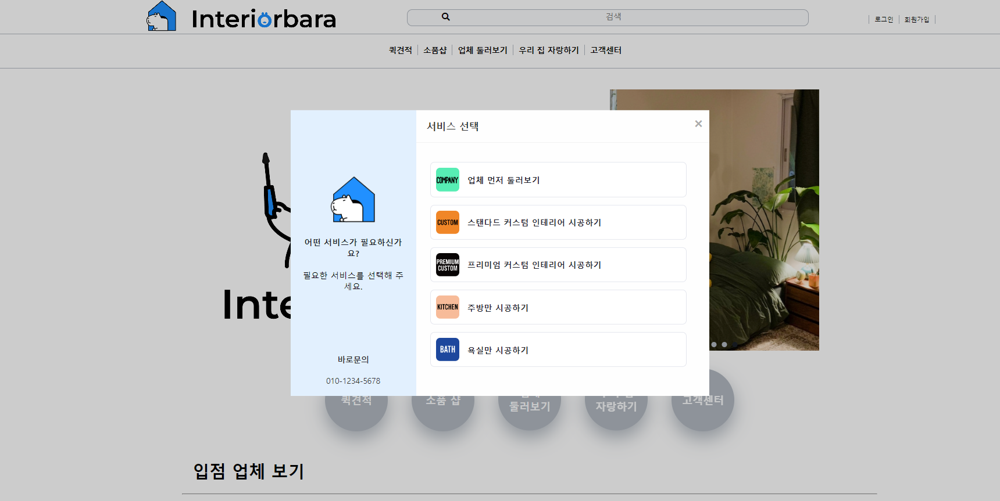 Interiorbara
검색
로그인
회원가입
퀵견적
소품샵
업체 둘러보기
우리 집 자랑하기
고객센터
서비스 선택
×
어떤 서비스가 필요하신가
요?
필요한 서비스를 선택해 주
세요.
바로문의
010-1234-5678
COMPANY
업체 먼저 둘러보기
CUSTOM
스탠다드 커스텀 인테리어 시공하기
PREMIUM
CUSTOM
프리미엄 커스텀 인테리어 시공하기
KITCHEN
주방만 시공하기
BATH
욕실만 시공하기
Inte
퀵견적
소품 샵
둘러보기
자랑하기
고객센터
입점 업체 보기